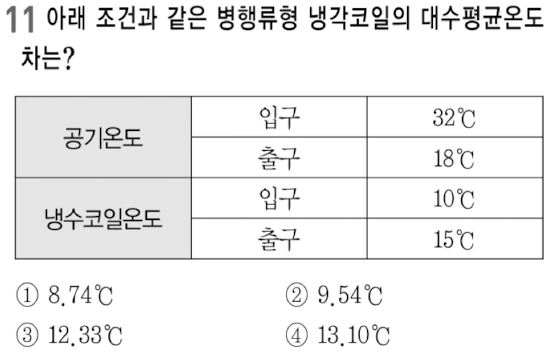 11 아래 조건과 같은 병행류형 냉각코일의 대수평균온도
차는?
공기온도 입구 32℃
출구 18℃
냉수코일온도 입구 10℃
출구 15℃
① 8.74℃ ② 9.54℃
③ 12.33℃ ④ 13.10℃